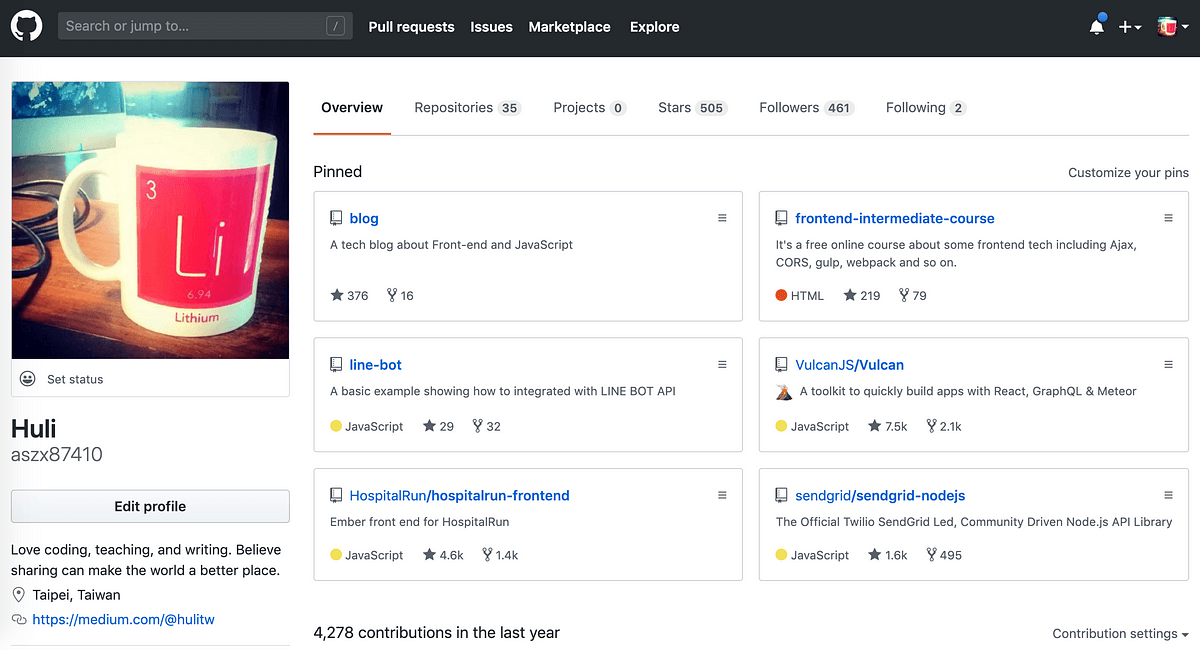 Search or jump to...
/
Pull requests
Issues
Marketplace
Explore
3
Li
6.94
Lithium
Set status
Huli
aszx87410
Edit profile
Love coding, teaching, and writing. Believe
sharing can make the world a better place.
Taipei, Taiwan
https://medium.com/@hulitw
Overview
Repositories 35
Projects 0
Stars 505
Followers 461
Following 2
Pinned
Customize your pins
blog
A tech blog about Front-end and JavaScript
376 16
frontend-intermediate-course
It's a free online course about some frontend tech including Ajax,
CORS, gulp, webpack and so on.
HTML 219 79
line-bot
A basic example showing how to integrated with LINE BOT API
JavaScript 29 32
VulcanJS/Vulcan
A toolkit to quickly build apps with React, GraphQL & Meteor
JavaScript 7.5k 2.1k
HospitalRun/hospitalrun-frontend
Ember front end for HospitalRun
JavaScript 4.6k 1.4k
sendgrid/sendgrid-nodejs
The Official Twilio SendGrid Led, Community Driven Node.js API Library
JavaScript 1.6k 495
4,278 contributions in the last year
Contribution settings